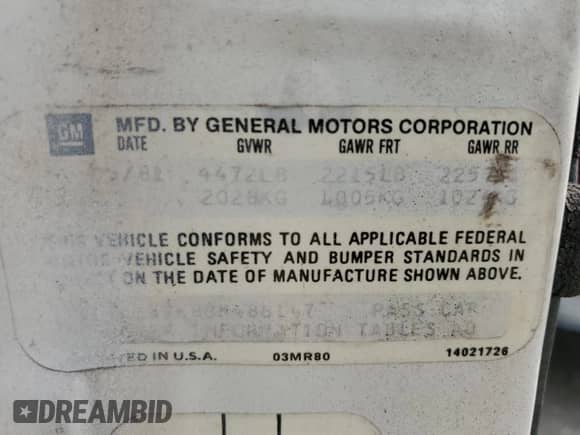 GM MFD. BY GENERAL MOTORS CORPORATION
DATE GVWR GAWR FRT GAWR RR
/81 4472LB 2215LB
2028KG 1005KG
VEHICLE CONFORMS TO ALL APPLICABLE FEDERAL
VEHICLE SAFETY AND BUMPER STANDARDS IN
ON THE DATE OF MANUFACTURE SHOWN ABOVE.
PASS CAR
INFORMATION TABLES
IN U.S.A. 03MR80 14021726
DREAMBID